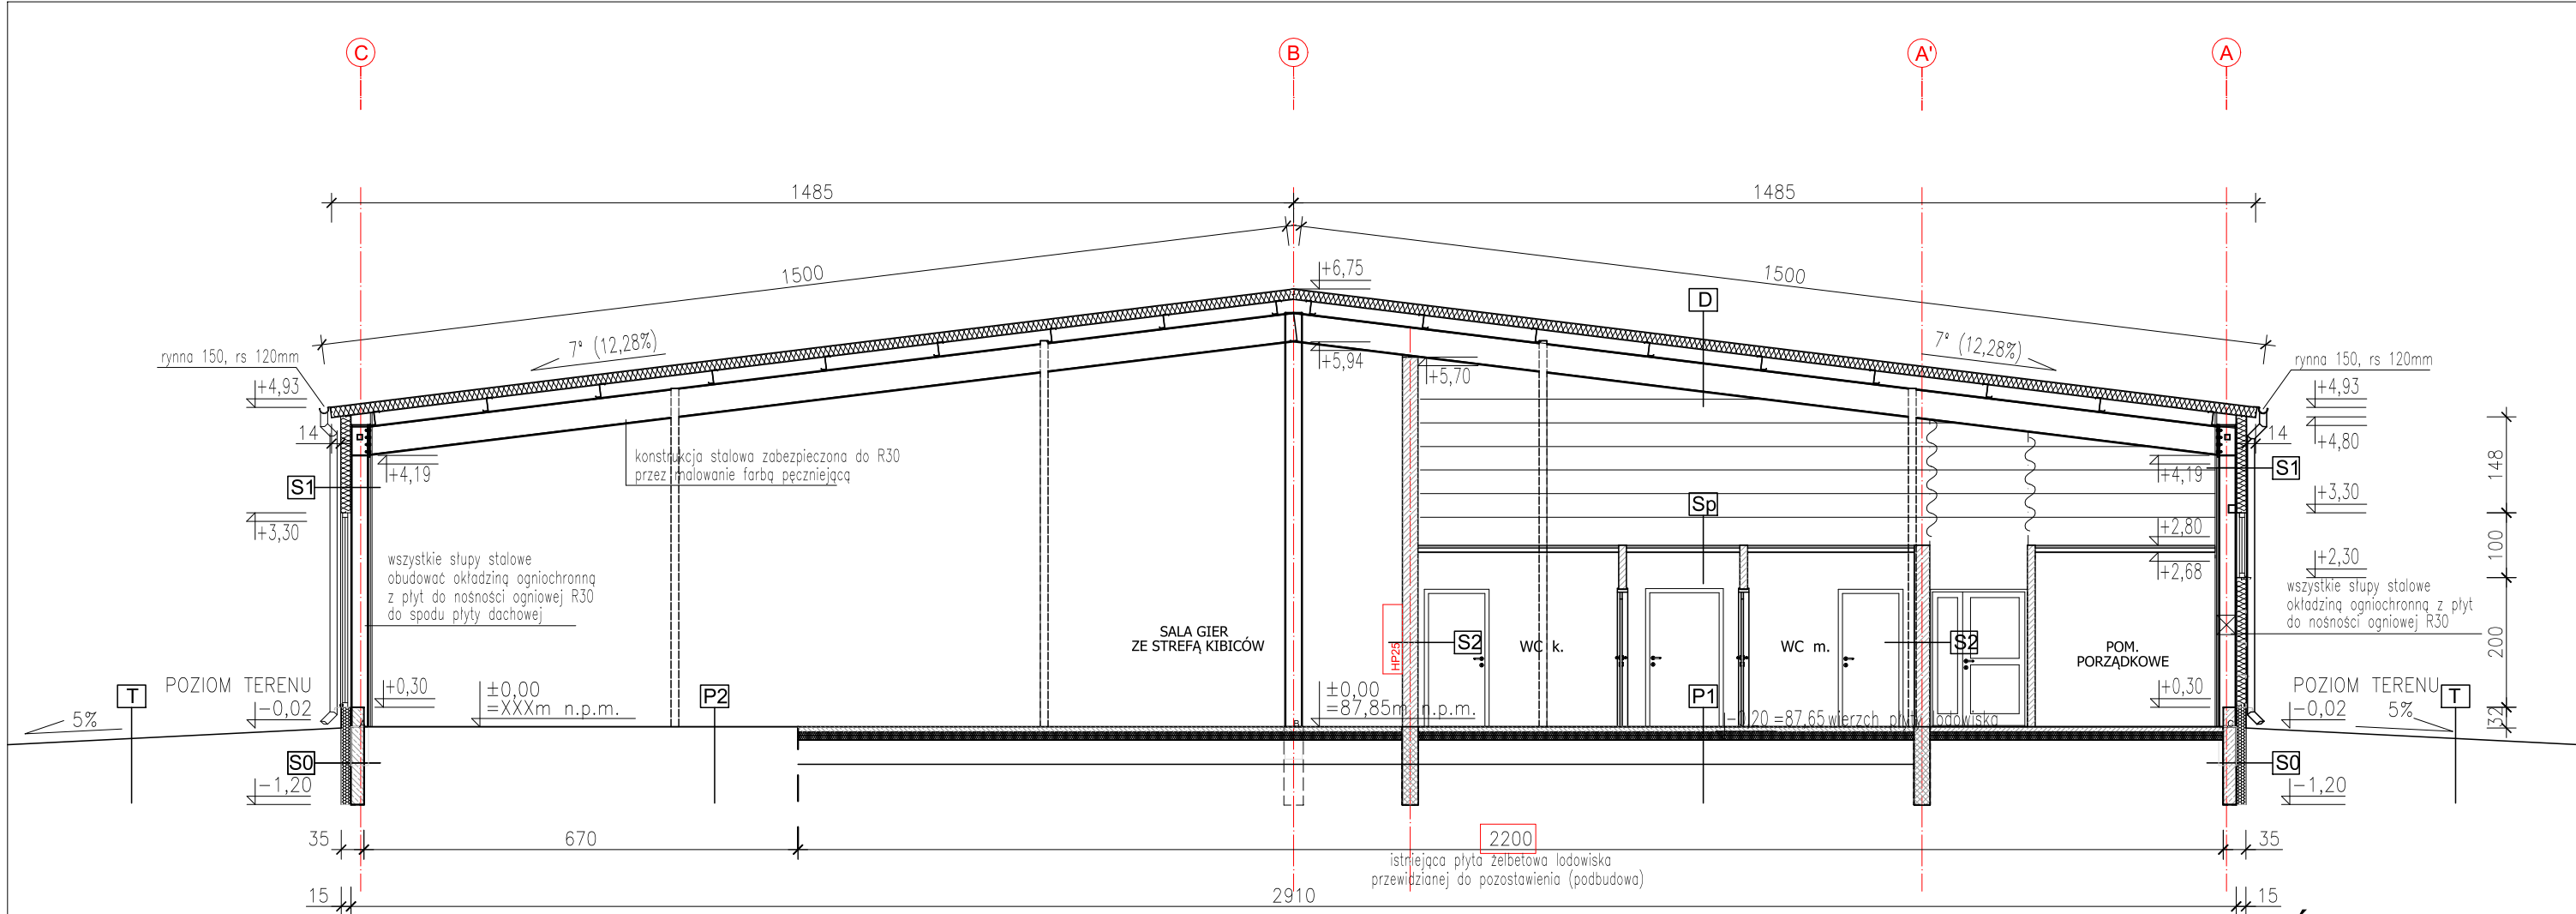 C
B
A'
A
1485
1485
1500
1500
+6,75
D
7° (12,28%)
7° (12,28%)
rynna 150, rs 120mm
rynna 150, rs 120mm
+5,94
+5,70
+4,93
+4,93
14
14
+4,80
konstrukcja stalowa zabezpieczona do R30
przez malowanie farbą pęczniejącą
+4,19
+4,19
S1
S1
148
+3,30
+3,30
Sp
+2,80
+2,68
100
+2,30
wszystkie słupy stalowe
obudować okładziną ogniochronną
z płyt do nośności ogniowej R30
do spodu płyty dachowej
wszystkie słupy stalowe
okładziną ogniochronną z płyt
do nośności ogniowej R30
SALA GIER
ZE STREFĄ KIBICÓW
HP25
S2
WC k.
WC m.
S2
POM.
PORZĄDKOWE
200
POZIOM TERENU
-0,02
T
5%
+0,30
±0,00
=XXXm n.p.m.
P2
±0,00
=87,85m n.p.m.
P1
-0,20 =87,65 wierzch płyty lodowiska
+0,30
POZIOM TERENU
-0,02
5%
T
32
S0
S0
-1,20
-1,20
35
670
2200
35
istniejąca płyta żelbetowa lodowiska
przewidzianej do pozostawienia (podbudowa)
15
2910
15